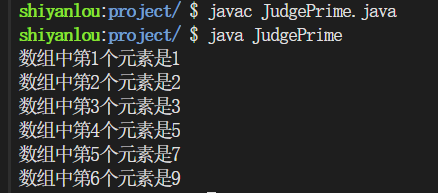 shiyanlou:project/ $ javac JudgePrime.java
shiyanlou:project/ $ java JudgePrime
数组中第1个元素是1
数组中第2个元素是2
数组中第3个元素是3
数组中第4个元素是5
数组中第5个元素是7
数组中第6个元素是9